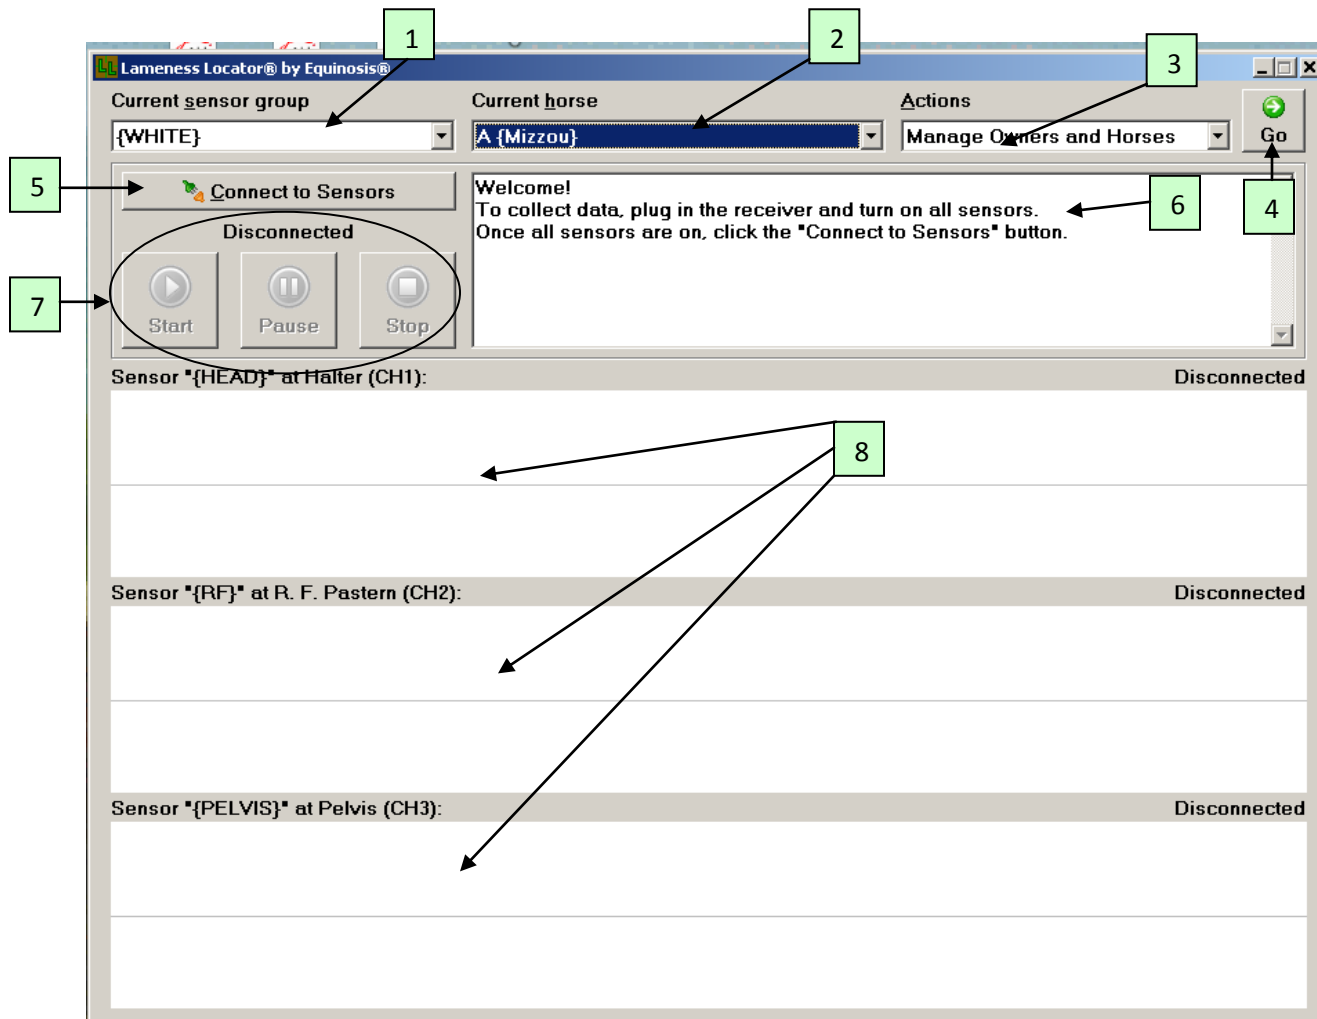 1
2
3
Lameness Locator® by Equinosis®
Current sensor group
Current horse
Actions
{WHITE}
A {Mizzou}
Manage Owners and Horses
Go
5
Connect to Sensors
Disconnected
Welcome!
To collect data, plug in the receiver and turn on all sensors.
Once all sensors are on, click the "Connect to Sensors" button.
6
4
7
Start
Pause
Stop
Sensor "{HEAD}" at Halter (CH1):
Disconnected
8
Sensor "{RF}" at R. F. Pastern (CH2):
Disconnected
Sensor "{PELVIS}" at Pelvis (CH3):
Disconnected